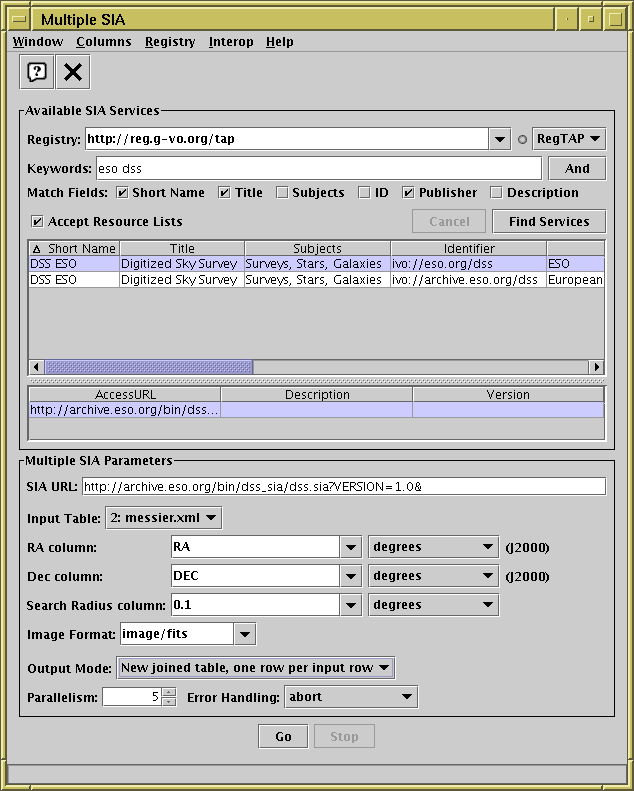 Multiple SIA
Window Columns Registry Interop Help
Available SIA Services
Registry: http://reg.g-vo.org/tap RegTAP
Keywords: eso dss And
Match Fields: Short Name Title Subjects ID Publisher Description
Accept Resource Lists Cancel Find Services
Short Name Title Subjects Identifier
DSS ESO Digitized Sky Survey Surveys, Stars, Galaxies ivo://eso.org/dss ESO
DSS ESO Digitized Sky Survey Surveys, Stars, Galaxies ivo://archive.eso.org/dss European
AccessURL Description Version
http://archive.eso.org/bin/dss...
Multiple SIA Parameters
SIA URL: http://archive.eso.org/bin/dss_sia/dss.sia?VERSION=1.0&
Input Table: 2: messier.xml
RA column: RA degrees (J2000)
Dec column: DEC degrees (J2000)
Search Radius column: 0.1 degrees
Image Format: image/fits
Output Mode: New joined table, one row per input row
Parallelism: 5 Error Handling: abort
Go Stop